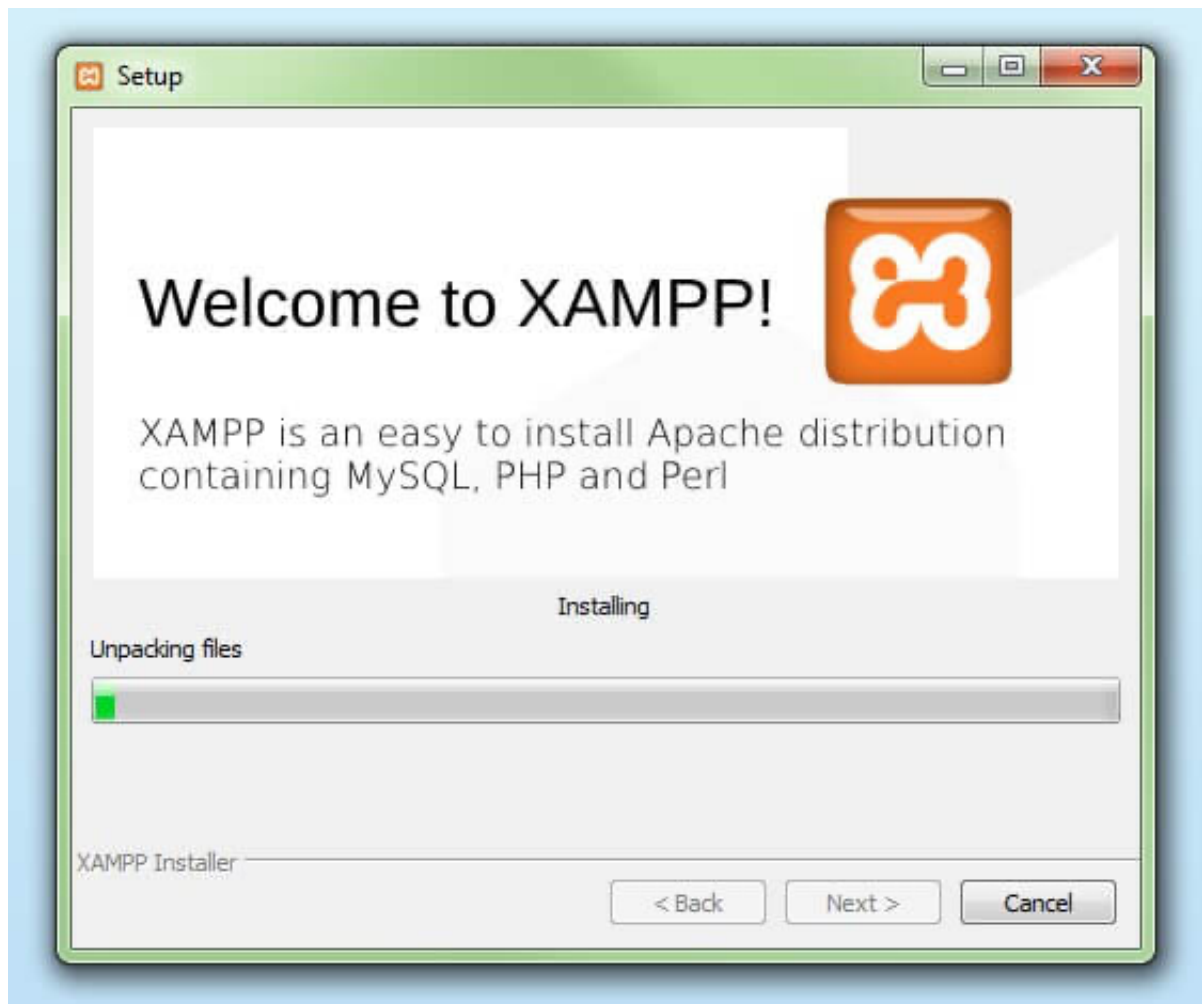 Setup
Welcome to XAMPP!
XAMPP is an easy to install Apache distribution
containing MySQL, PHP and Perl
Installing
Unpacking files
XAMPP Installer
< Back
Next >
Cancel